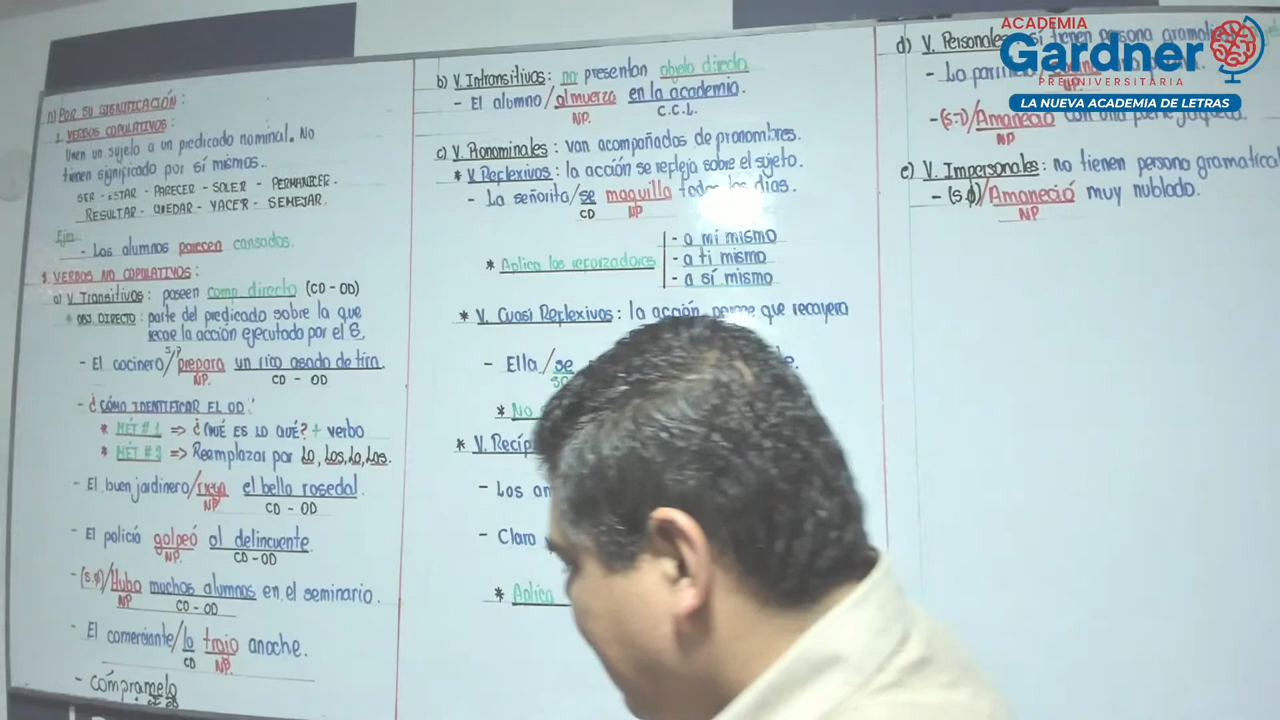 A) POR SU SIGNIFICACIÓN:
1. VERBOS COPULATIVOS:
Unen un sujeto a un predicado nominal. No
tienen significado por sí mismos.
SER - ESTAR - PARECER - SOLER - PERMANECER.
RESULTAR - QUEDAR - YACER - SEMEJAR.
Ejm
- Los alumnos parecen cansados.
VERBOS NO COPULATIVOS:
a) V. Transitivos: poseen comp. directo (CD - OD)
* OBJ. DIRECTO: parte del predicado sobre la que
recae la acción ejecutado por el S.
- El cocinero/prepara un rico asado de tira.
S/P
NP. CD - OD
- ¿CÓMO IDENTIFICAR EL OD?
* MÉT #1 => ¿QUÉ ES LO QUÉ? + verbo
* MÉT #2 => Reemplazar por Lo, Los, La, Las.
- El buen jardinero/riega el bello rosedal.
NP CD - OD
- El policía golpeó al delincuente.
NP. CD - OD
- (S.Ø)/Hubo muchos alumnos en el seminario.
NP CD - OD
- El comerciante/lo trajo anoche.
CD NP.
- cómpramelo
b) V. Intransitivos: no presentan objeto directo
- El alumno/almuerza en la academia.
NP. C.C.L.
c) V. Pronominales: van acompañados de pronombres.
* V. Reflexivos: la acción se refleja sobre el sujeto.
- La señorita/se maquilla todos los días.
CD NP
* Aplica los reforzadores
- a mí mismo
- a ti mismo
- a sí mismo
* V. Cuasi Reflexivos: la acción que recayera
- Ella/se
* No
* V.
- Los
- Claro
* Aplica
d) V. Personales: sí tienen persona
- La
NP.
- (S=J)/Amaneció con una
NP
e) V. Impersonales: no tienen persona gramatical
- (S.Ø)/Amaneció muy nublado.
NP
ACADEMIA
Gardner
PREUNIVERSITARIA
LA NUEVA ACADEMIA DE LETRAS